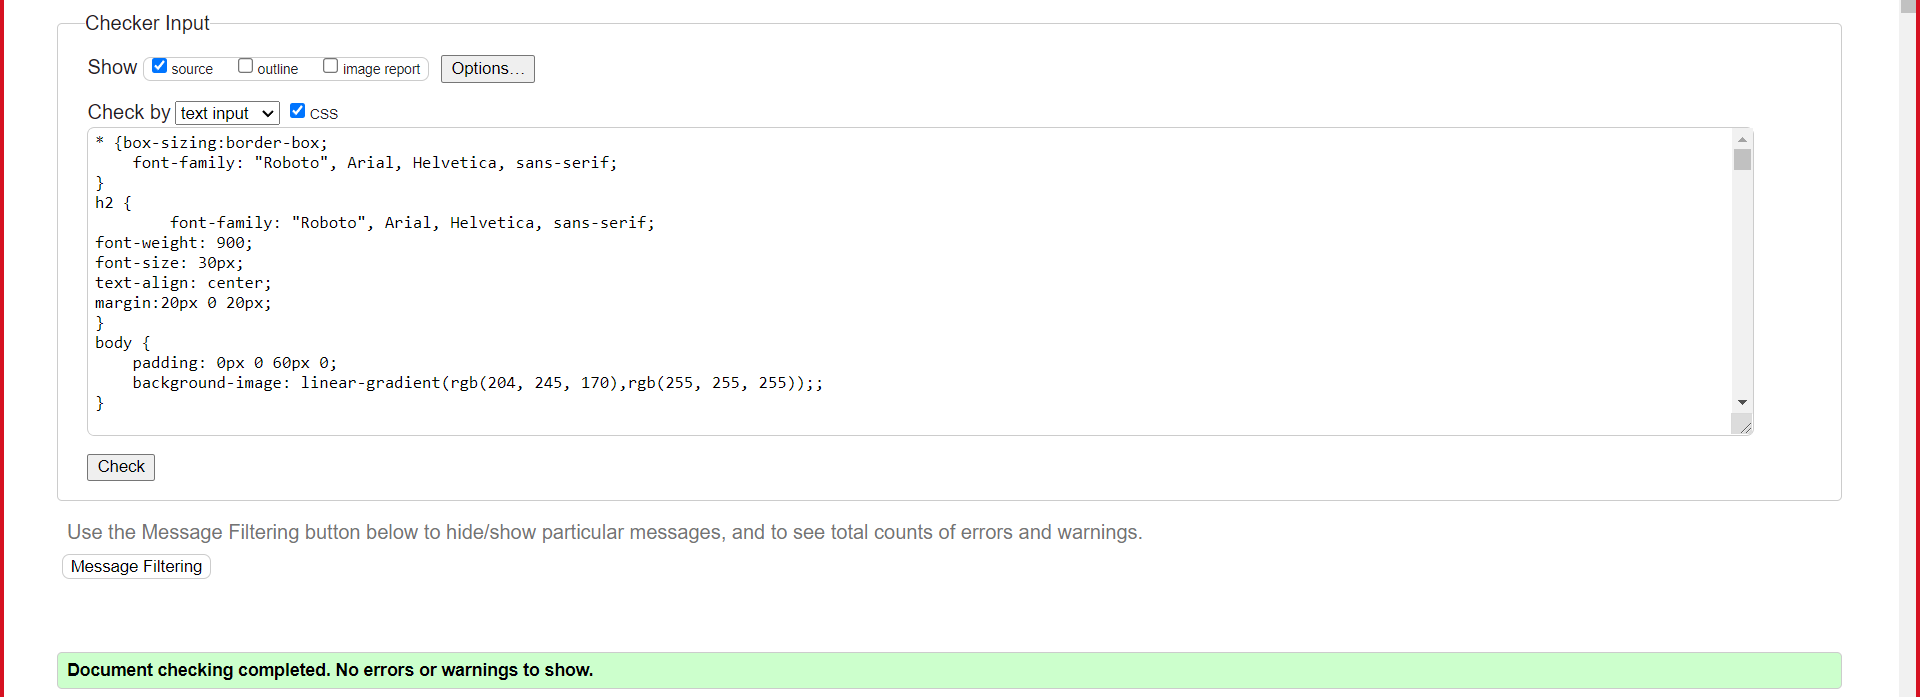 Checker Input
Show source outline image report Options...
Check by text input CSS
* {box-sizing:border-box;
    font-family: "Roboto", Arial, Helvetica, sans-serif;
}
h2 {
        font-family: "Roboto", Arial, Helvetica, sans-serif;
font-weight: 900;
font-size: 30px;
text-align: center;
margin:20px 0 20px;
}
body {
    padding: 0px 0 60px 0;
    background-image: linear-gradient(rgb(204, 245, 170),rgb(255, 255, 255));;
}
Check
Use the Message Filtering button below to hide/show particular messages, and to see total counts of errors and warnings.
Message Filtering
Document checking completed. No errors or warnings to show.